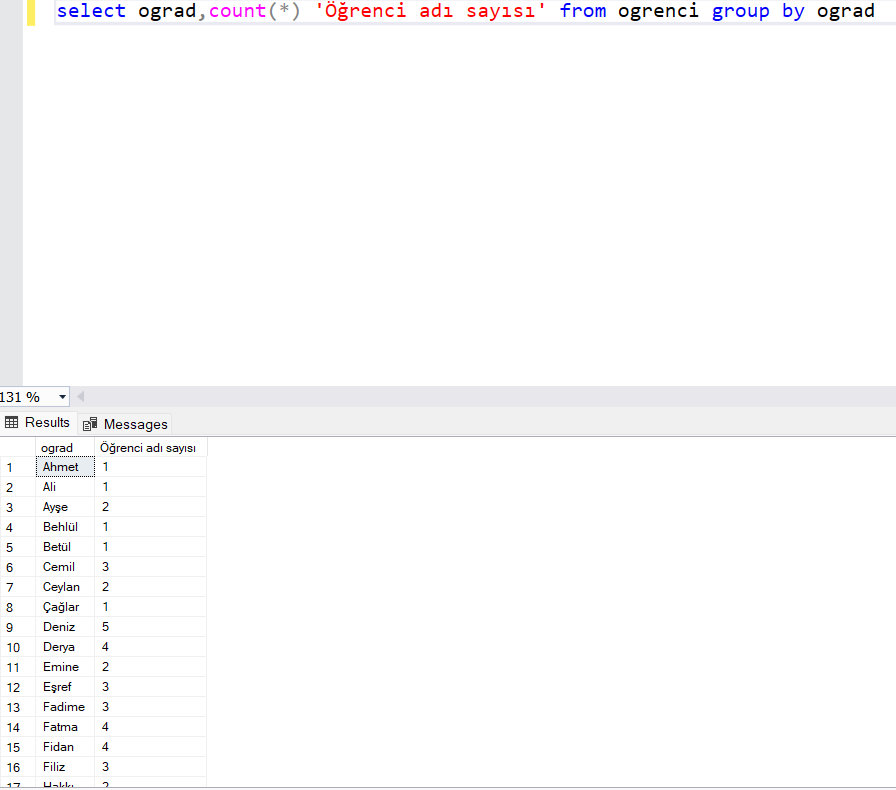 select ograd,count(*) 'Öğrenci adı sayısı' from ogrenci group by ograd
131 %
Results Messages
ograd Öğrenci adı sayısı
1 Ahmet 1
2 Ali 1
3 Ayşe 2
4 Behlül 1
5 Betül 1
6 Cemil 3
7 Ceylan 2
8 Çağlar 1
9 Deniz 5
10 Derya 4
11 Emine 2
12 Eşref 3
13 Fadime 3
14 Fatma 4
15 Fidan 4
16 Filiz 3
17 Hakkı 2